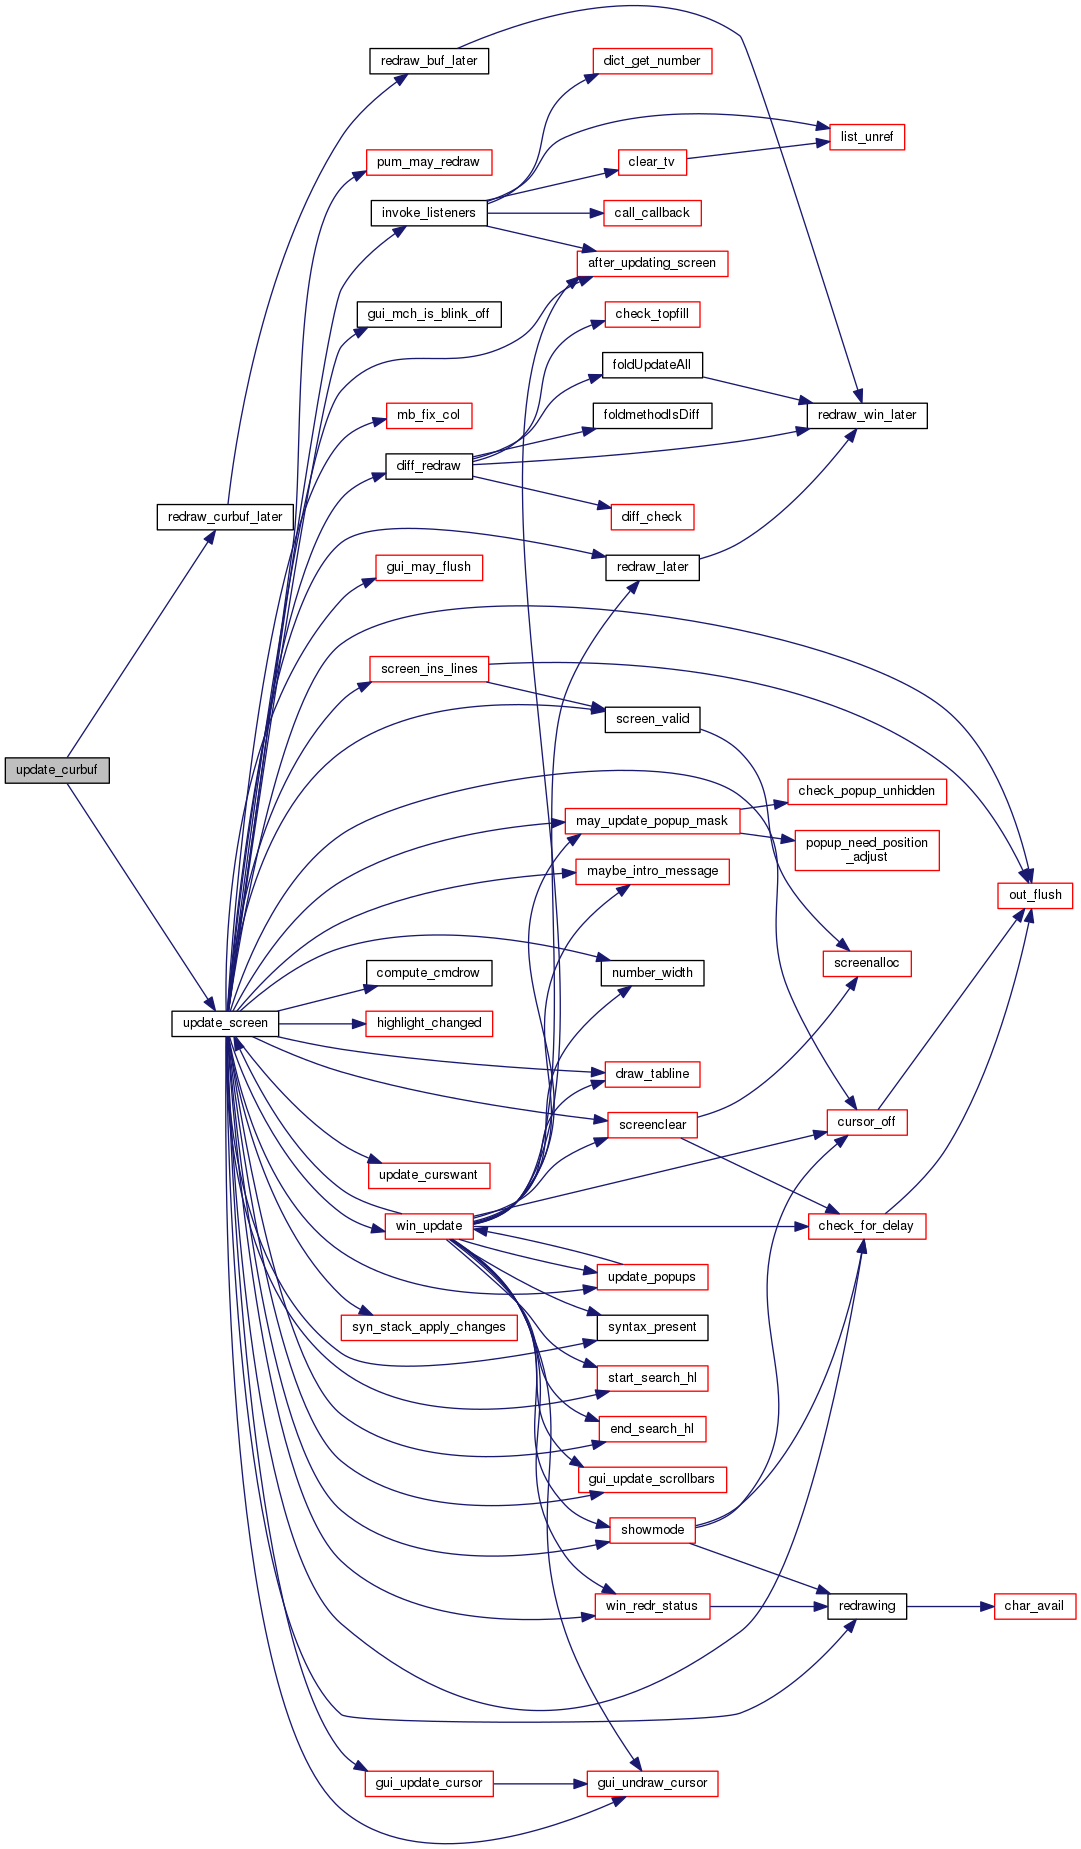 redraw_buf_later
dict_get_number
list_unref
pum_may_redraw
clear_tv
invoke_listeners
call_callback
after_updating_screen
gui_mch_is_blink_off
check_topfill
foldUpdateAll
mb_fix_col
foldmethodIsDiff
redraw_win_later
diff_redraw
redraw_curbuf_later
diff_check
gui_may_flush
redraw_later
screen_ins_lines
screen_valid
update_curbuf
check_popup_unhidden
may_update_popup_mask
popup_need_position
_adjust
maybe_intro_message
out_flush
compute_cmdrow
number_width
screenalloc
update_screen
highlight_changed
draw_tabline
screenclear
cursor_off
update_curswant
win_update
check_for_delay
update_popups
syn_stack_apply_changes
syntax_present
start_search_hl
end_search_hl
gui_update_scrollbars
showmode
win_redr_status
redrawing
char_avail
gui_update_cursor
gui_undraw_cursor